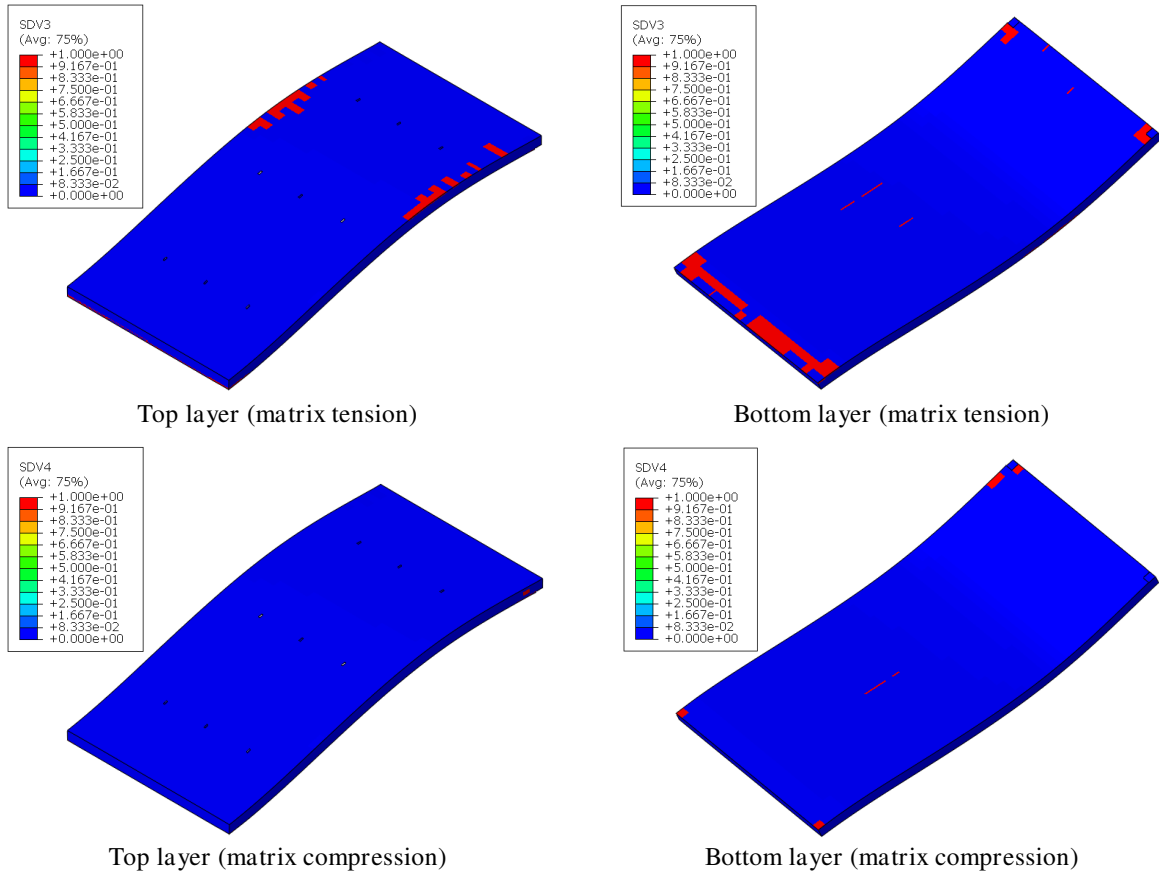 SDV3
(Avg: 75%)
+1.000e+00
+9.167e-01
+8.333e-01
+7.500e-01
+6.667e-01
+5.833e-01
+5.000e-01
+4.167e-01
+3.333e-01
+2.500e-01
+1.667e-01
+8.333e-02
+0.000e+00
Top layer (matrix tension)
SDV3
(Avg: 75%)
+1.000e+00
+9.167e-01
+8.333e-01
+7.500e-01
+6.667e-01
+5.833e-01
+5.000e-01
+4.167e-01
+3.333e-01
+2.500e-01
+1.667e-01
+8.333e-02
+0.000e+00
Bottom layer (matrix tension)
SDV4
(Avg: 75%)
+1.000e+00
+9.167e-01
+8.333e-01
+7.500e-01
+6.667e-01
+5.833e-01
+5.000e-01
+4.167e-01
+3.333e-01
+2.500e-01
+1.667e-01
+8.333e-02
+0.000e+00
Top layer (matrix compression)
SDV4
(Avg: 75%)
+1.000e+00
+9.167e-01
+8.333e-01
+7.500e-01
+6.667e-01
+5.833e-01
+5.000e-01
+4.167e-01
+3.333e-01
+2.500e-01
+1.667e-01
+8.333e-02
+0.000e+00
Bottom layer (matrix compression)